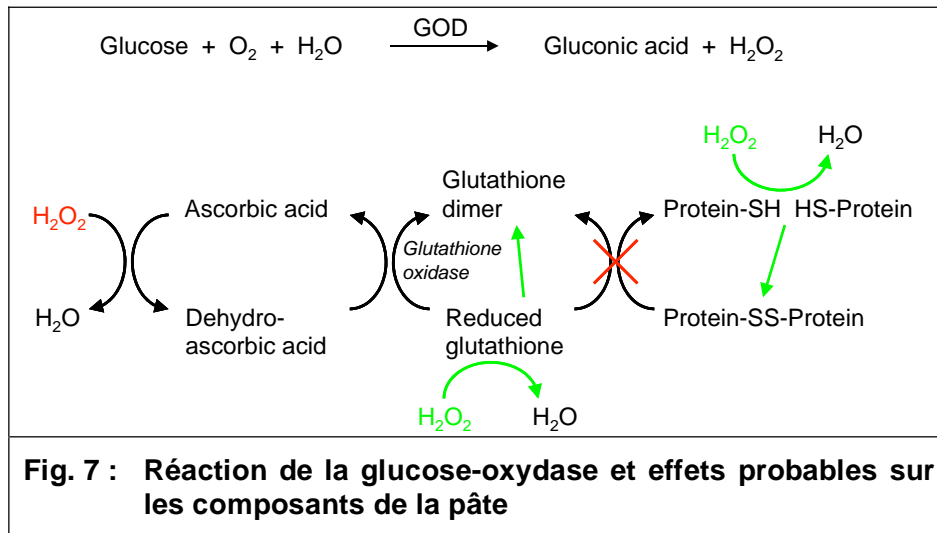 GOD
Glucose + O₂ + H₂O → Gluconic acid + H₂O₂
H₂O₂ H₂O
Glutathione
dimer
H₂O₂ Ascorbic acid Protein-SH HS-Protein
Glutathione
oxidase
H₂O Dehydro-
ascorbic acid
Reduced
glutathione
Protein-SS-Protein
H₂O₂ H₂O
Fig. 7 : Réaction de la glucose-oxydase et effets probables sur
les composants de la pâte